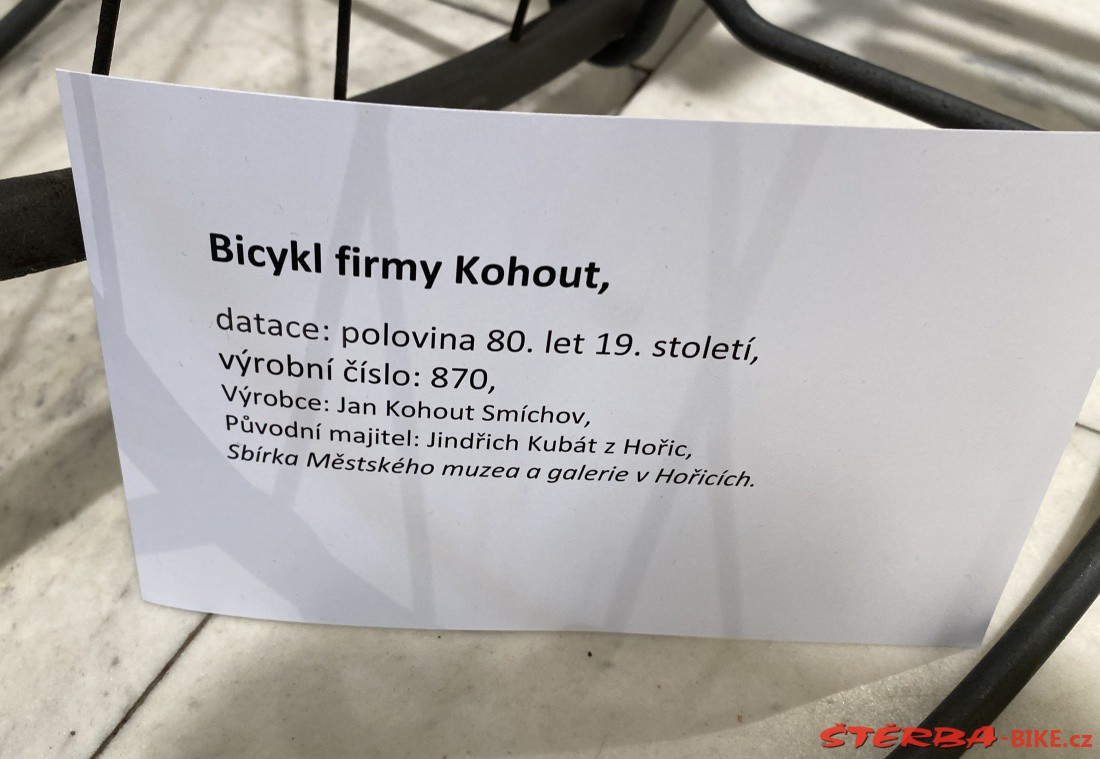 Bicykl firmy Kohout,
datace: polovina 80. let 19. století,
výrobní číslo: 870,
Výrobce: Jan Kohout Smíchov,
Původní majitel: Jindřich Kubát z Hořic,
Sbírka Městského muzea a galerie v Hořicích.
ŠTĚRBA-BIKE.cz